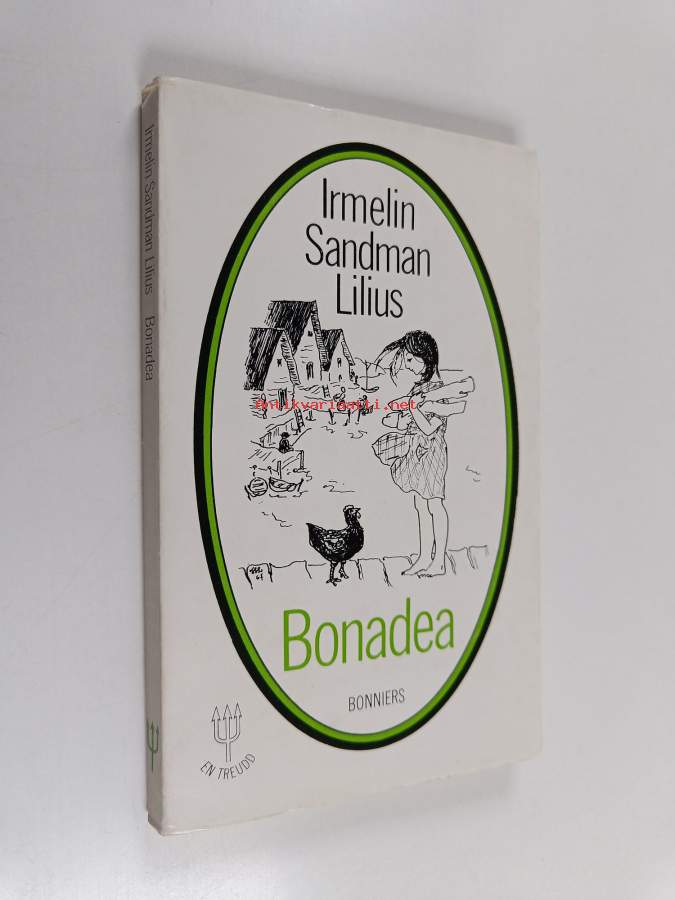 Irmelin Sandman Lilius Bonadea
Irmelin
Sandman
Lilius
antikvariaatti.net
Bonadea
BONNIERS
EN TREUDD